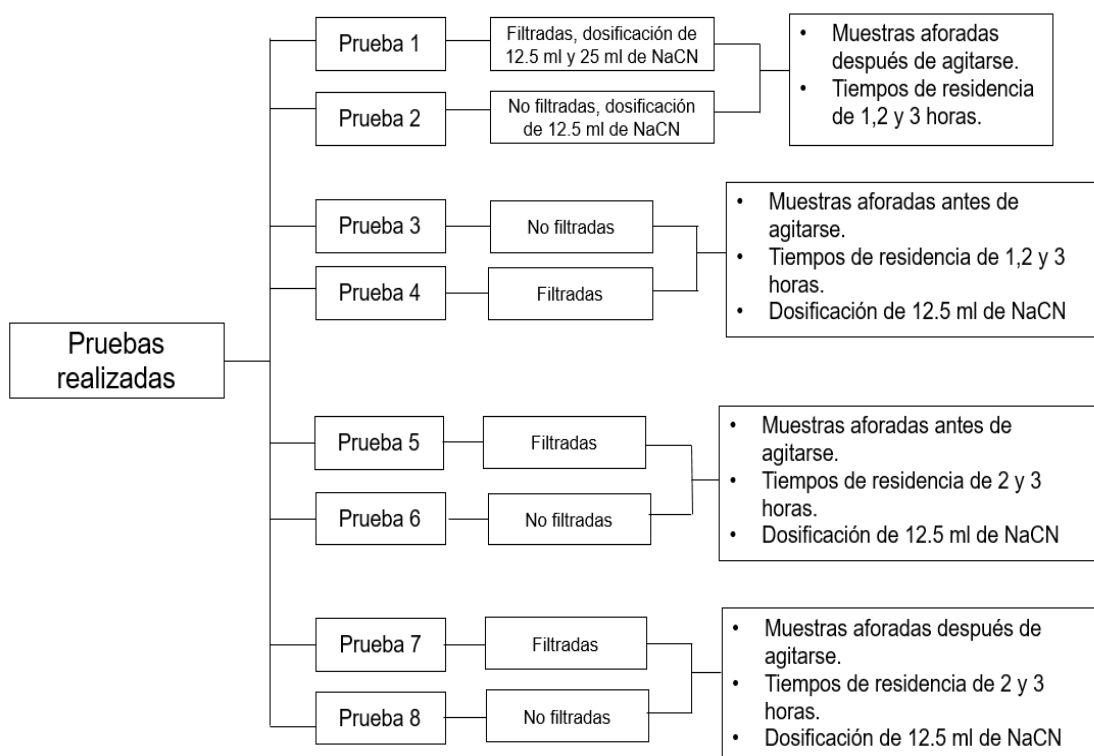 Pruebas
realizadas
Prueba 1
Filtradas, dosificación de
12.5 ml y 25 ml de NaCN
Prueba 2
No filtradas, dosificación
de 12.5 ml de NaCN
• Muestras aforadas
después de agitarse.
• Tiempos de residencia
de 1,2 y 3 horas.
Prueba 3
No filtradas
Prueba 4
Filtradas
• Muestras aforadas antes de
agitarse.
• Tiempos de residencia de 1,2 y 3
horas.
• Dosificación de 12.5 ml de NaCN
Prueba 5
Filtradas
Prueba 6
No filtradas
• Muestras aforadas antes de
agitarse.
• Tiempos de residencia de 2 y 3
horas.
• Dosificación de 12.5 ml de NaCN
Prueba 7
Filtradas
Prueba 8
No filtradas
• Muestras aforadas después de
agitarse.
• Tiempos de residencia de 2 y 3
horas.
• Dosificación de 12.5 ml de NaCN